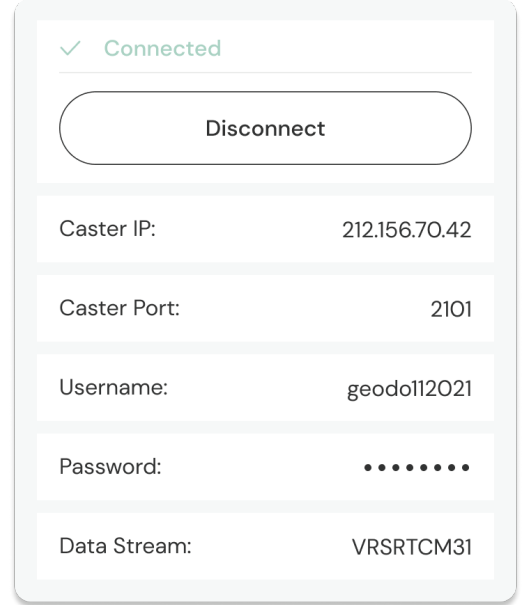 Connected
Disconnect
Caster IP: 212.156.70.42
Caster Port: 2101
Username: geodo112021
Password: ••••••••
Data Stream: VRSRTCM31